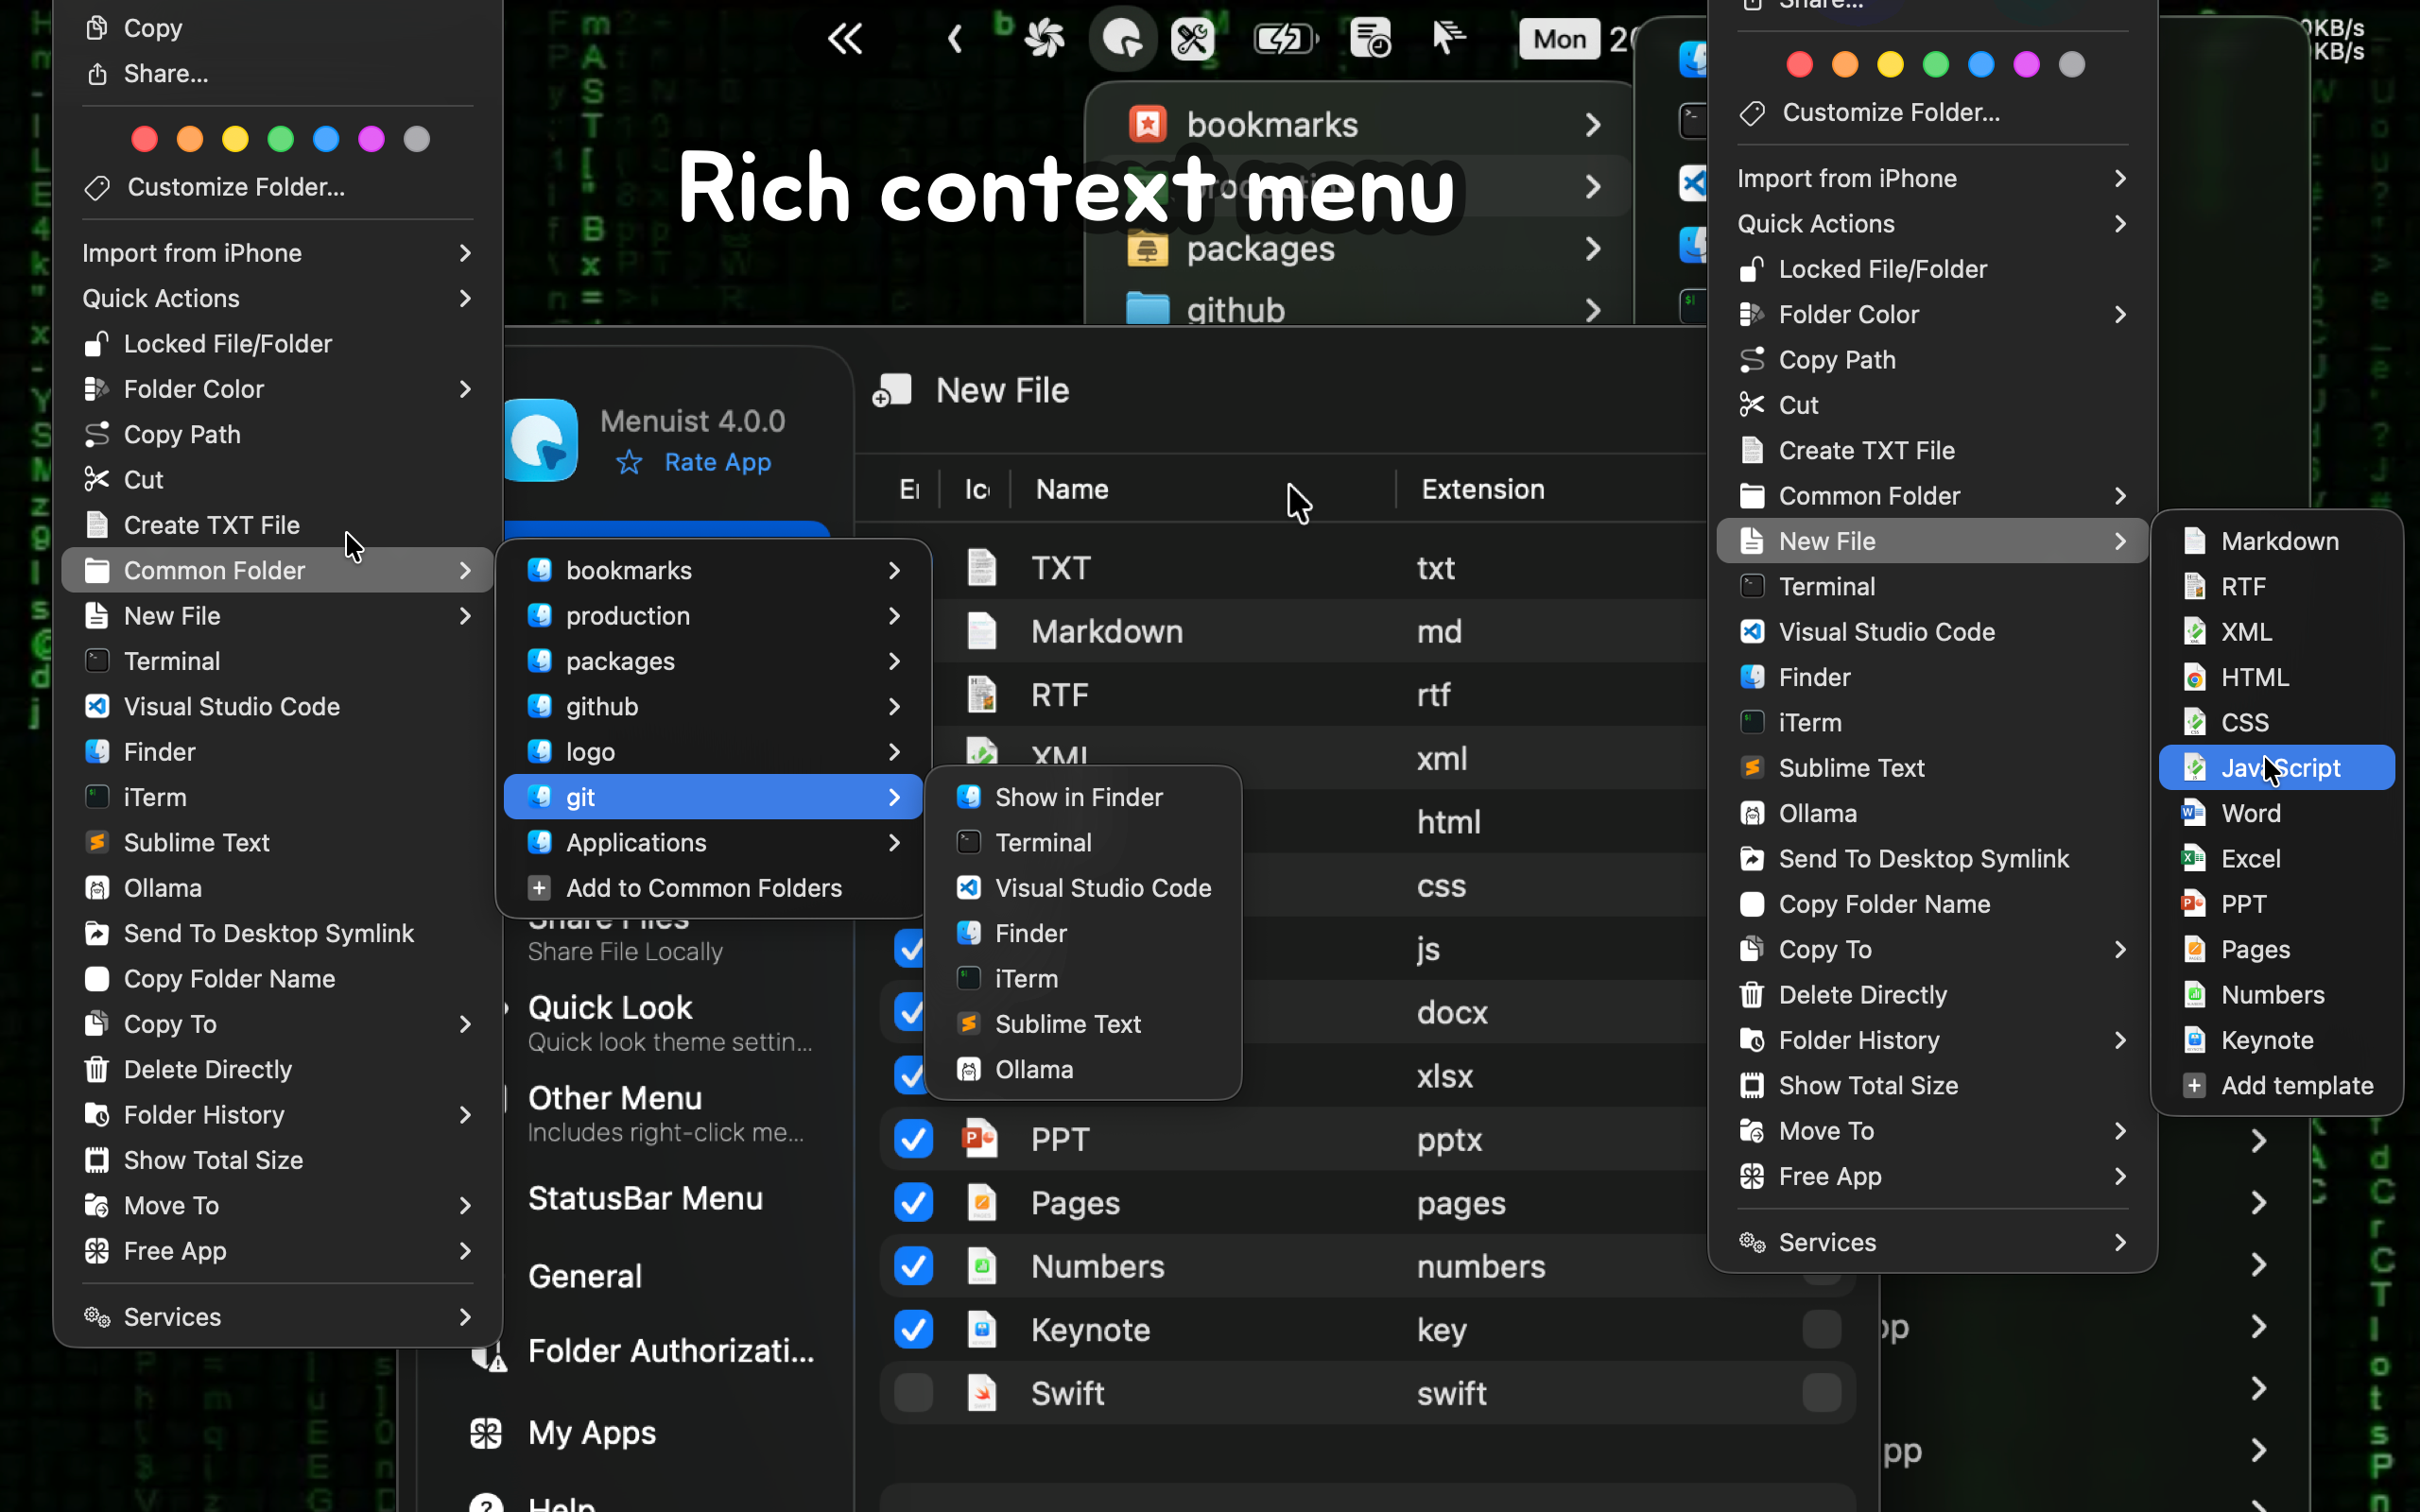 Copy
Share...
Customize Folder...
Import from iPhone
Quick Actions
Locked File/Folder
Folder Color
Copy Path
Cut
Create TXT File
Common Folder
New File
Terminal
Visual Studio Code
Finder
iTerm
Sublime Text
Ollama
Send To Desktop Symlink
Copy Folder Name
Copy To
Delete Directly
Folder History
Show Total Size
Move To
Free App
Services
bookmarks
production
packages
github
logo
git
Applications
Add to Common Folders
Show in Finder
Terminal
Visual Studio Code
Finder
iTerm
Sublime Text
Ollama
Mon
KB/s
KB/s
Rich context menu
bookmarks
packages
github
Menuist 4.0.0
Rate App
Share Files
Share File Locally
Quick Look
Quick look theme settin...
Other Menu
Includes right-click me...
StatusBar Menu
General
Folder Authorizati...
My Apps
Help
New File
Name Extension
TXT txt
Markdown md
RTF rtf
XML xml
html
css
js
docx
xlsx
PPT pptx
Pages pages
Numbers numbers
Keynote key
Swift swift
Share...
Customize Folder...
Import from iPhone
Quick Actions
Locked File/Folder
Folder Color
Copy Path
Cut
Create TXT File
Common Folder
New File
Terminal
Visual Studio Code
Finder
iTerm
Sublime Text
Ollama
Send To Desktop Symlink
Copy Folder Name
Copy To
Delete Directly
Folder History
Show Total Size
Move To
Free App
Services
Markdown
RTF
XML
HTML
CSS
JavaScript
Word
Excel
PPT
Pages
Numbers
Keynote
Add template